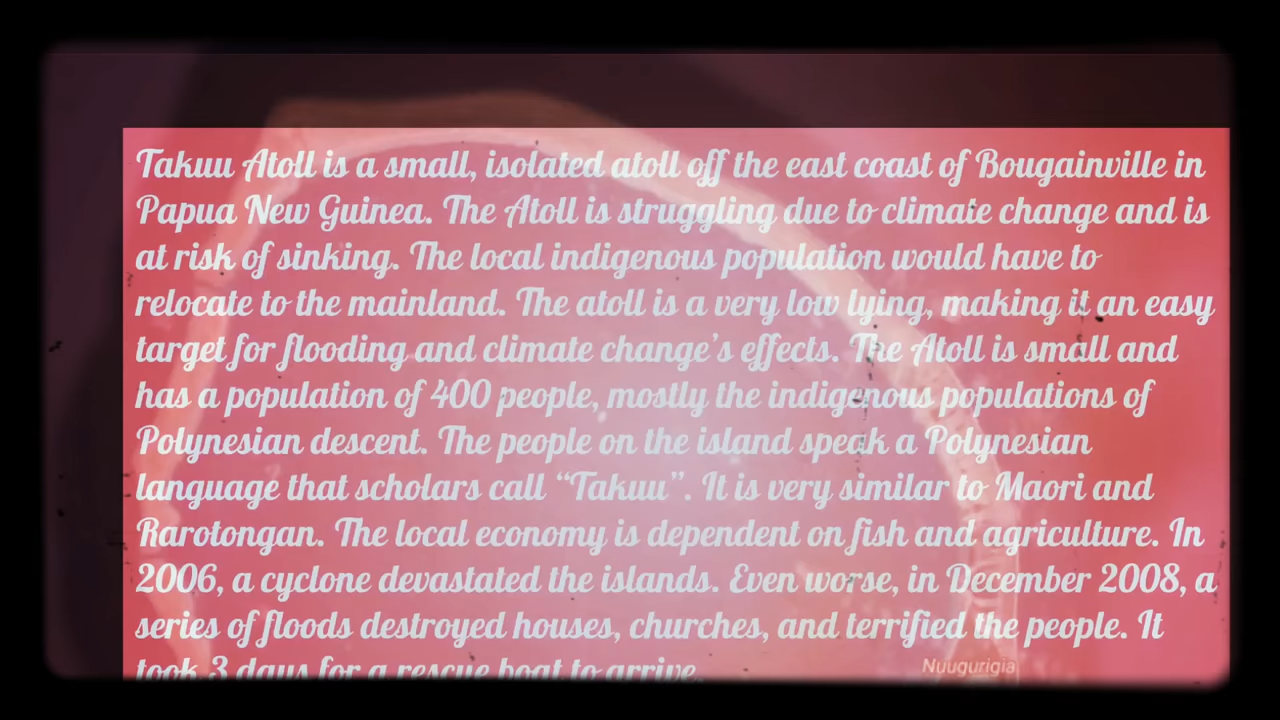 Takuu Atoll is a small, isolated atoll off the east coast of Bougainville in
Papua New Guinea. The Atoll is struggling due to climate change and is
at risk of sinking. The local indigenous population would have to
relocate to the mainland. The atoll is a very low lying, making it an easy
target for flooding and climate change's effects. The Atoll is small and
has a population of 400 people, mostly the indigenous populations of
Polynesian descent. The people on the island speak a Polynesian
language that scholars call “Takuu”. It is very similar to Maori and
Rarotongan. The local economy is dependent on fish and agriculture. In
2006, a cyclone devastated the islands. Even worse, in December 2008, a
series of floods destroyed houses, churches, and terrified the people. It
took 3 days for a rescue boat to arrive.
Nuugurigia